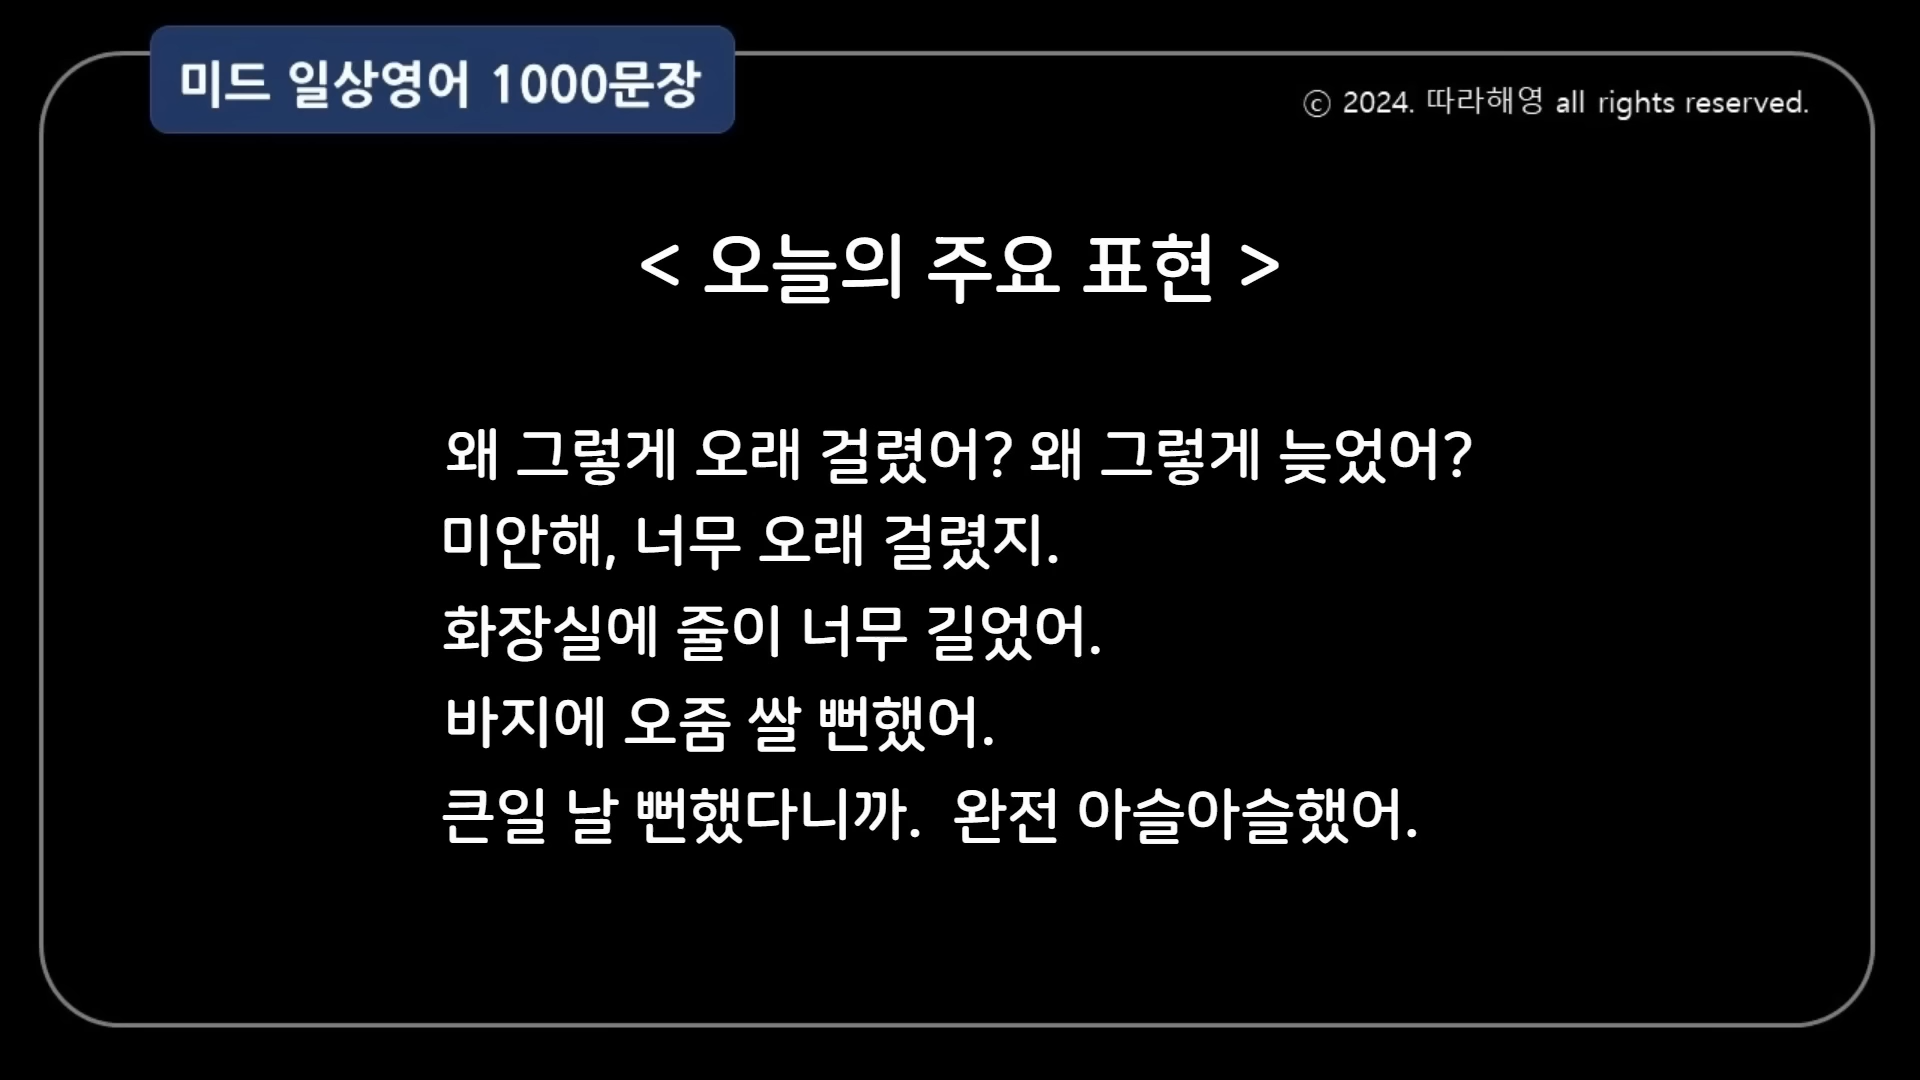 미드 일상영어 1000문장
ⓒ 2024. 따라해영 all rights reserved.
< 오늘의 주요 표현 >
왜 그렇게 오래 걸렸어? 왜 그렇게 늦었어?
미안해, 너무 오래 걸렸지.
화장실에 줄이 너무 길었어.
바지에 오줌 쌀 뻔했어.
큰일 날 뻔했다니까. 완전 아슬아슬했어.